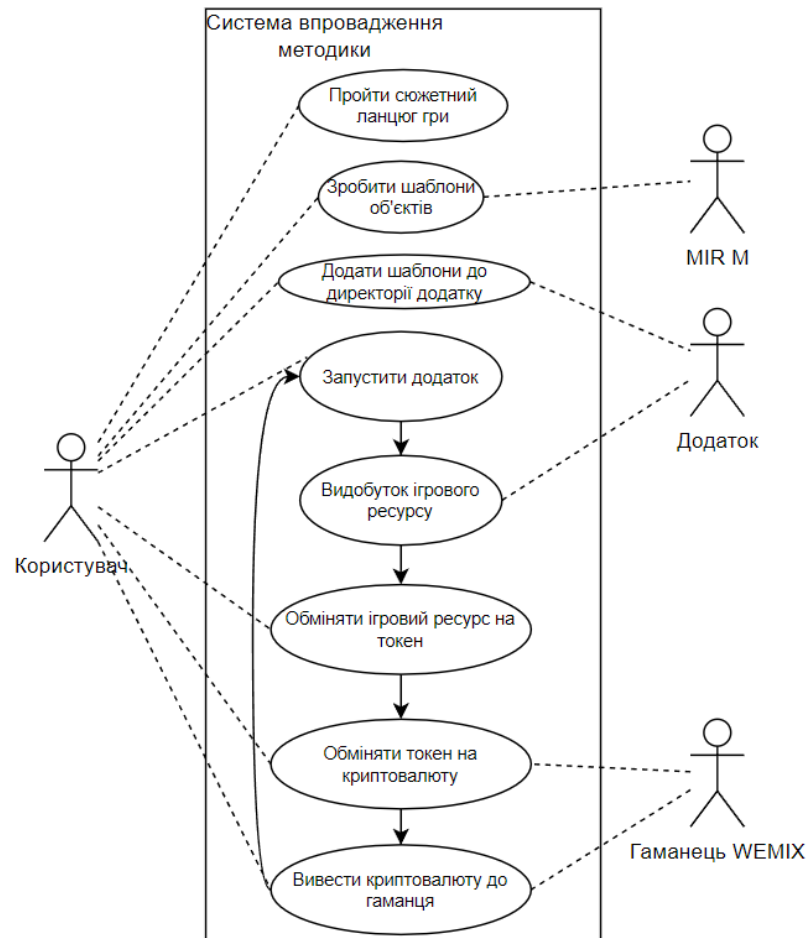 Система впровадження
методики
Пройти сюжетний
ланцюг гри
Зробити шаблони
об'єктів
MIR M
Додати шаблони до
директорії додатку
Запустити додаток
Додаток
Видобуток ігрового
ресурсу
Користувач
Обміняти ігровий ресурс на
токен
Обміняти токен на
криптовалюту
Гаманець WEMIX
Вивести криптовалюту до
гаманця